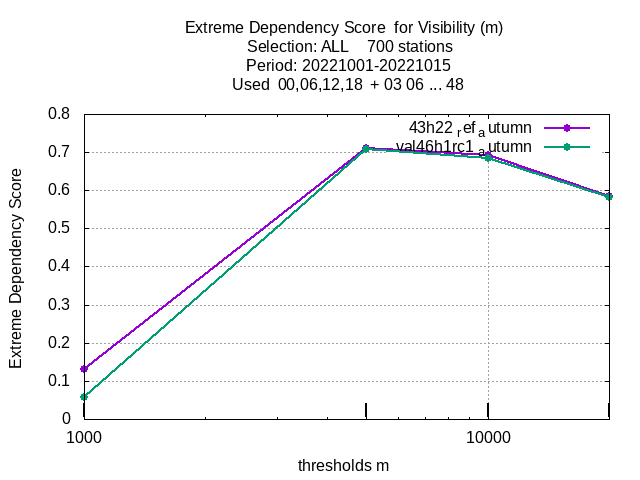 Extreme Dependency Score  for Visibility (m)
Selection: ALL    700 stations
Period: 20221001-20221015
Used  00,06,12,18  + 03 06 ... 48
43h22_ref_autumn
val46h1rc1_autumn
Extreme Dependency Score
0.8
0.7
0.6
0.5
0.4
0.3
0.2
0.1
0
1000
10000
thresholds m